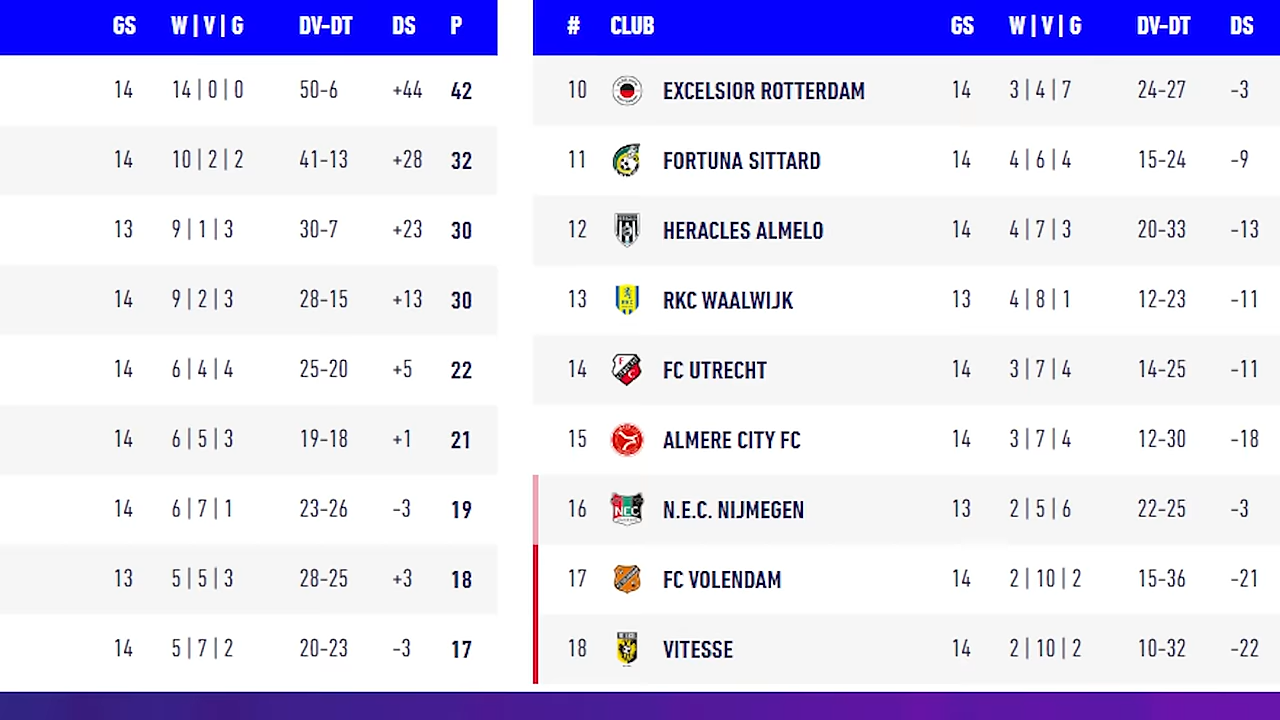 GS W | V | G DV-DT DS P
14 14 | 0 | 0 50-6 +44 42
14 10 | 2 | 2 41-13 +28 32
13 9 | 1 | 3 30-7 +23 30
14 9 | 2 | 3 28-15 +13 30
14 6 | 4 | 4 25-20 +5 22
14 6 | 5 | 3 19-18 +1 21
14 6 | 7 | 1 23-26 -3 19
13 5 | 5 | 3 28-25 +3 18
14 5 | 7 | 2 20-23 -3 17
# CLUB GS W | V | G DV-DT DS
10 EXCELSIOR ROTTERDAM 14 3 | 4 | 7 24-27 -3
11 FORTUNA SITTARD 14 4 | 6 | 4 15-24 -9
12 HERACLES ALMELO 14 4 | 7 | 3 20-33 -13
13 RKC WAALWIJK 13 4 | 8 | 1 12-23 -11
14 FC UTRECHT 14 3 | 7 | 4 14-25 -11
15 ALMERE CITY FC 14 3 | 7 | 4 12-30 -18
16 NEC N.E.C. NIJMEGEN 13 2 | 5 | 6 22-25 -3
17 FC VOLENDAM 14 2 | 10 | 2 15-36 -21
18 VITESSE 14 2 | 10 | 2 10-32 -22